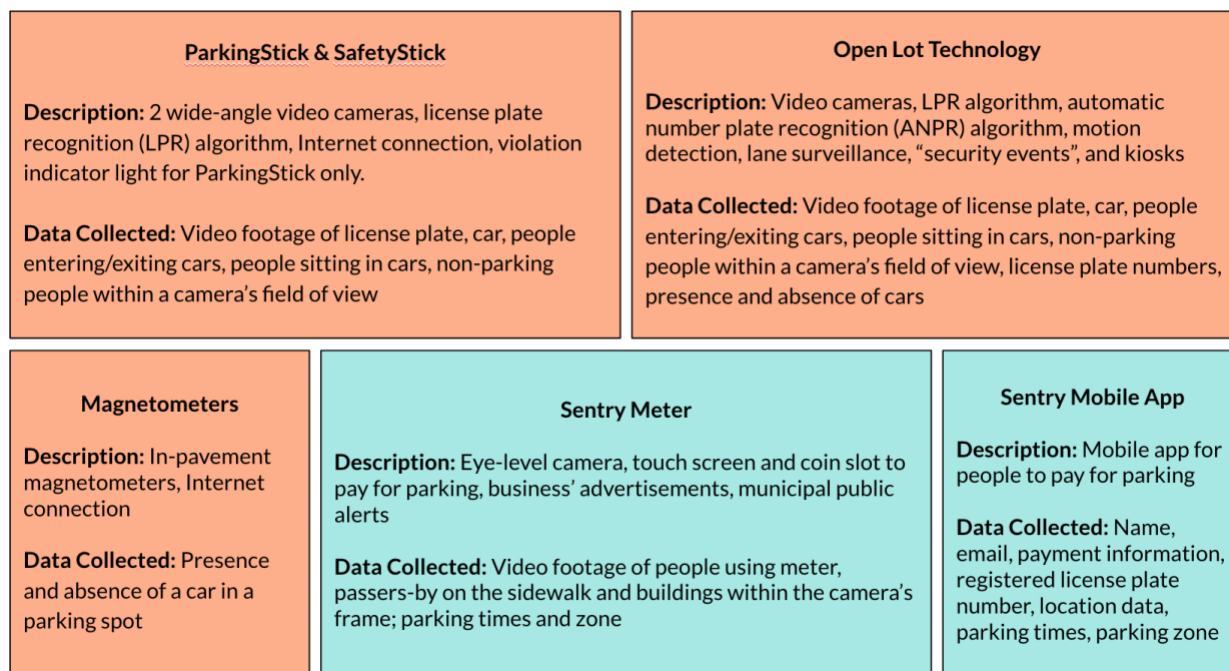 ParkingStick & SafetyStick
Description: 2 wide-angle video cameras, license plate
recognition (LPR) algorithm, Internet connection, violation
indicator light for ParkingStick only.
Data Collected: Video footage of license plate, car, people
entering/exiting cars, people sitting in cars, non-parking
people within a camera's field of view
Open Lot Technology
Description: Video cameras, LPR algorithm, automatic
number plate recognition (ANPR) algorithm, motion
detection, lane surveillance, “security events”, and kiosks
Data Collected: Video footage of license plate, car, people
entering/exiting cars, people sitting in cars, non-parking
people within a camera's field of view, license plate numbers,
presence and absence of cars
Magnetometers
Description: In-pavement
magnetometers, Internet
connection
Data Collected: Presence
and absence of a car in a
parking spot
Sentry Meter
Description: Eye-level camera, touch screen and coin slot to
pay for parking, business’ advertisements, municipal public
alerts
Data Collected: Video footage of people using meter,
passers-by on the sidewalk and buildings within the camera's
frame; parking times and zone
Sentry Mobile App
Description: Mobile app for
people to pay for parking
Data Collected: Name,
email, payment information,
registered license plate
number, location data,
parking times, parking zone